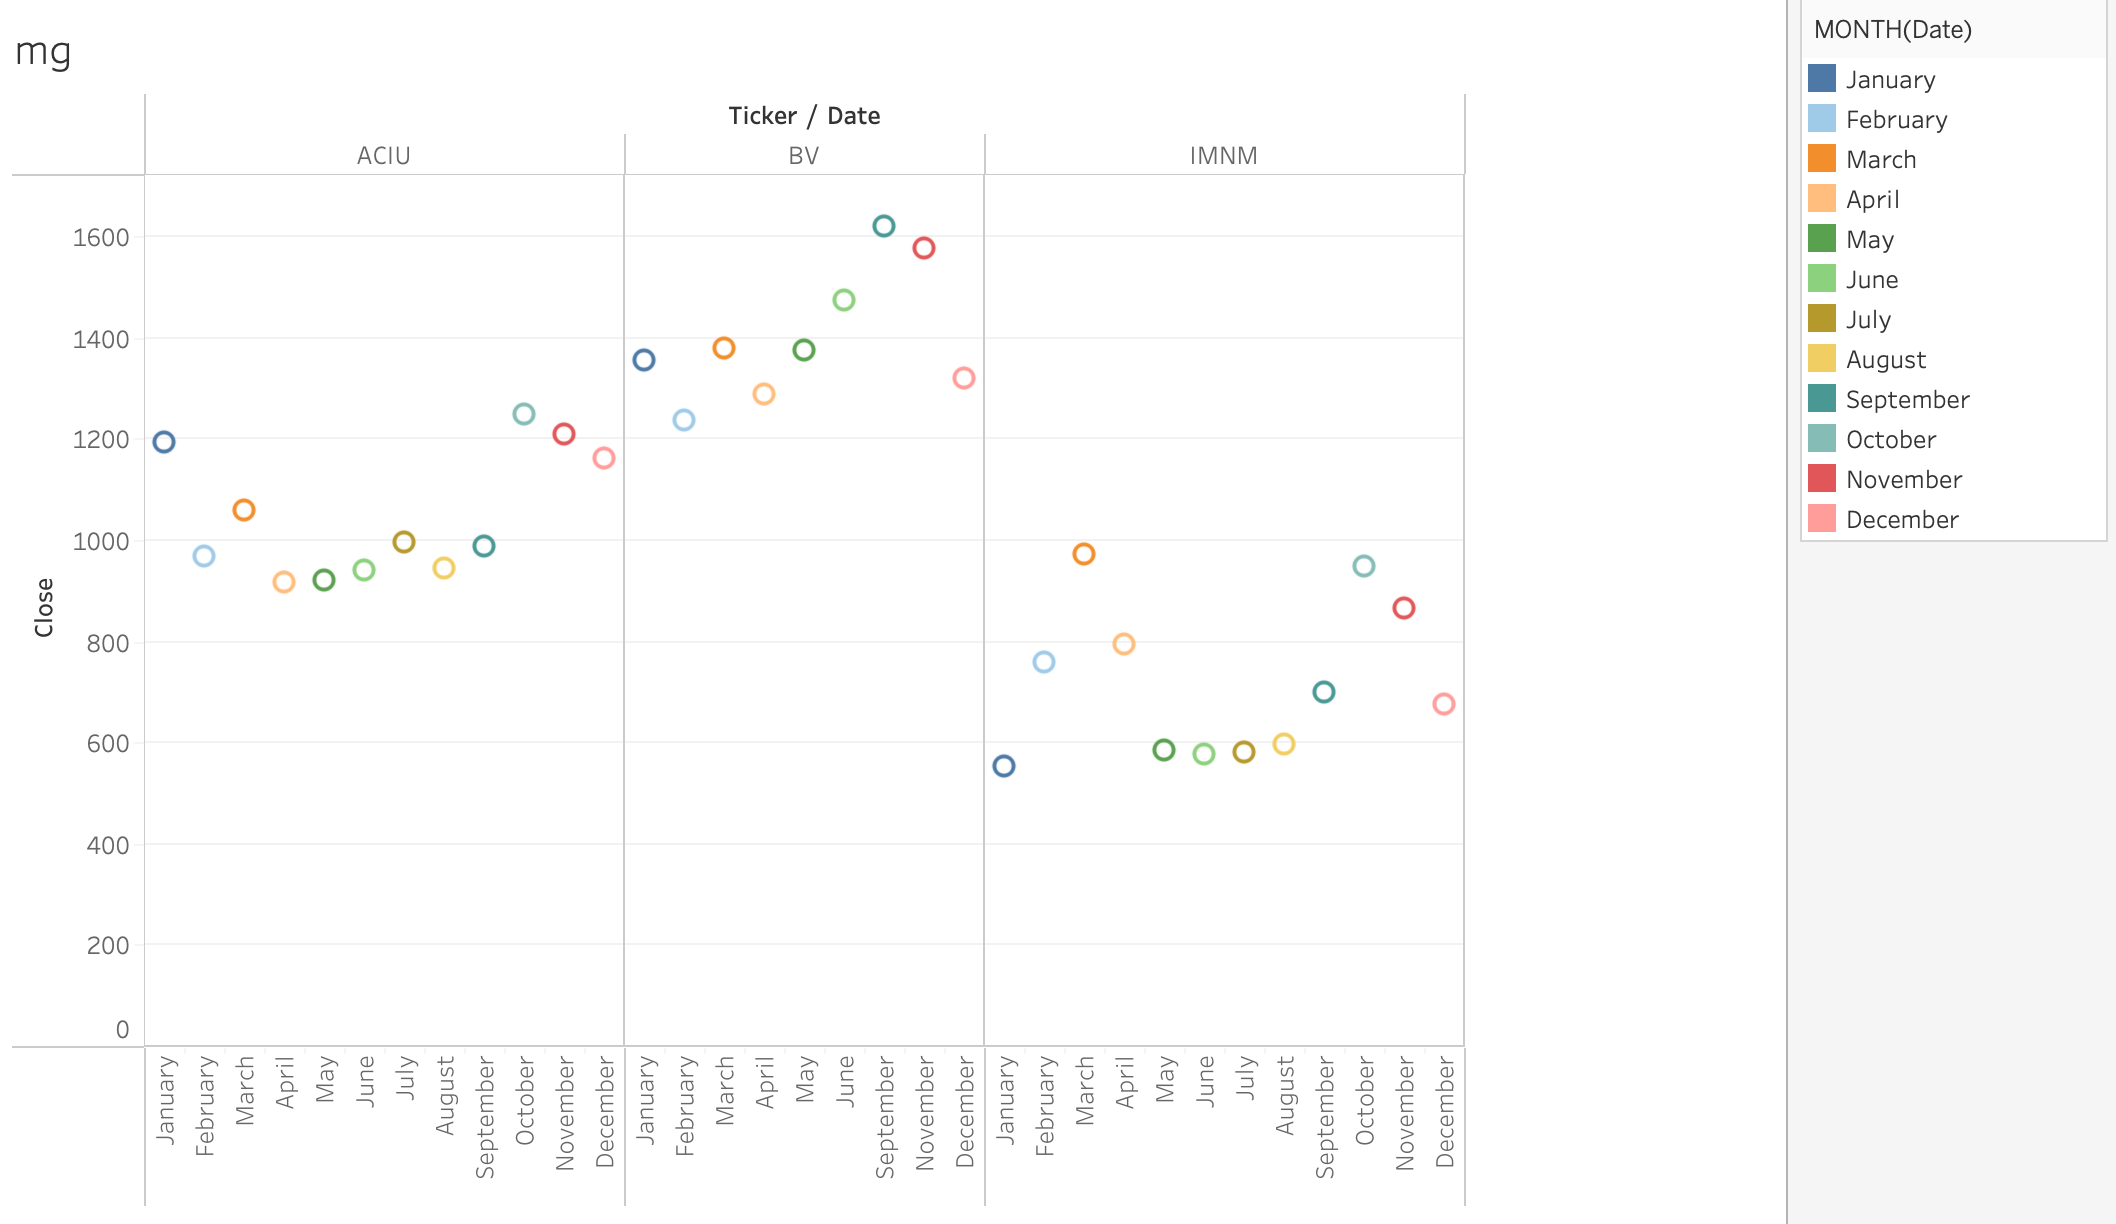 mg
Ticker / Date
ACIU
BV
IMNM
Close
1600
1400
1200
1000
800
600
400
200
0
January
February
March
April
May
June
July
August
September
October
November
December
January
February
March
April
May
June
September
November
December
January
February
March
April
May
June
July
August
September
October
November
December
MONTH(Date)
January
February
March
April
May
June
July
August
September
October
November
December